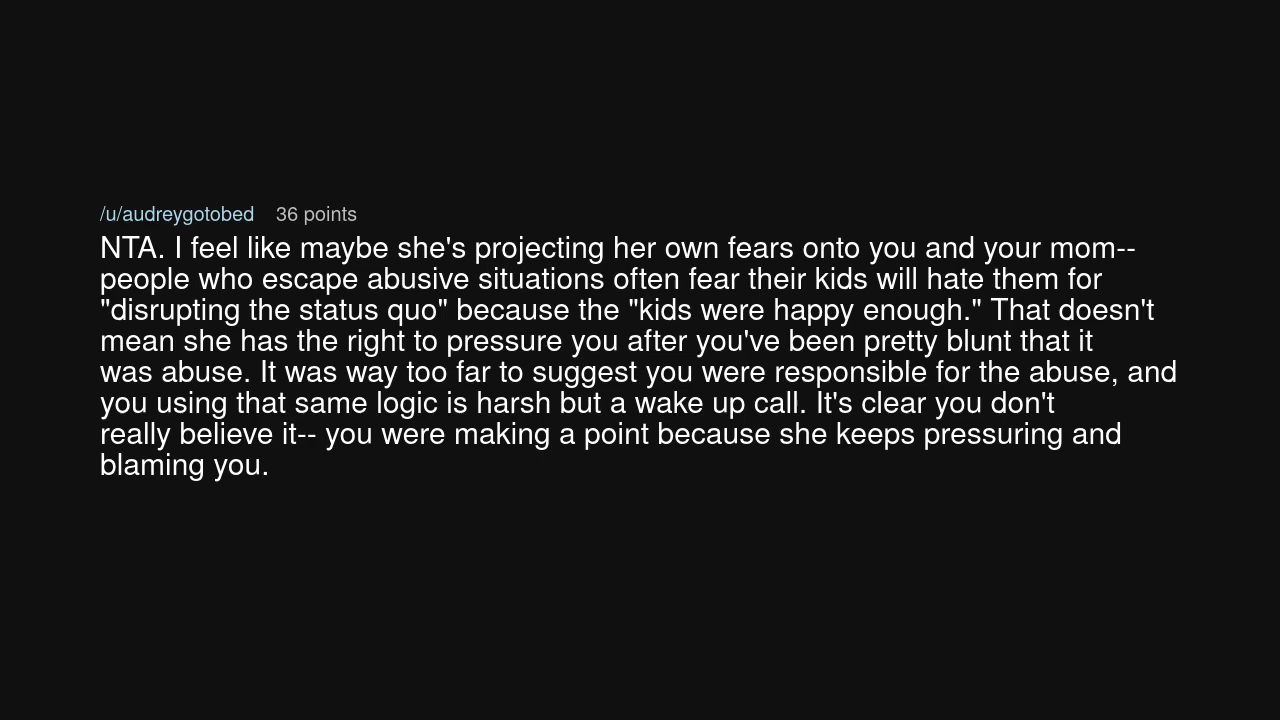 /u/audreygotobed 36 points
NTA. I feel like maybe she's projecting her own fears onto you and your mom--
people who escape abusive situations often fear their kids will hate them for
"disrupting the status quo" because the "kids were happy enough." That doesn't
mean she has the right to pressure you after you've been pretty blunt that it
was abuse. It was way too far to suggest you were responsible for the abuse, and
you using that same logic is harsh but a wake up call. It's clear you don't
really believe it-- you were making a point because she keeps pressuring and
blaming you.